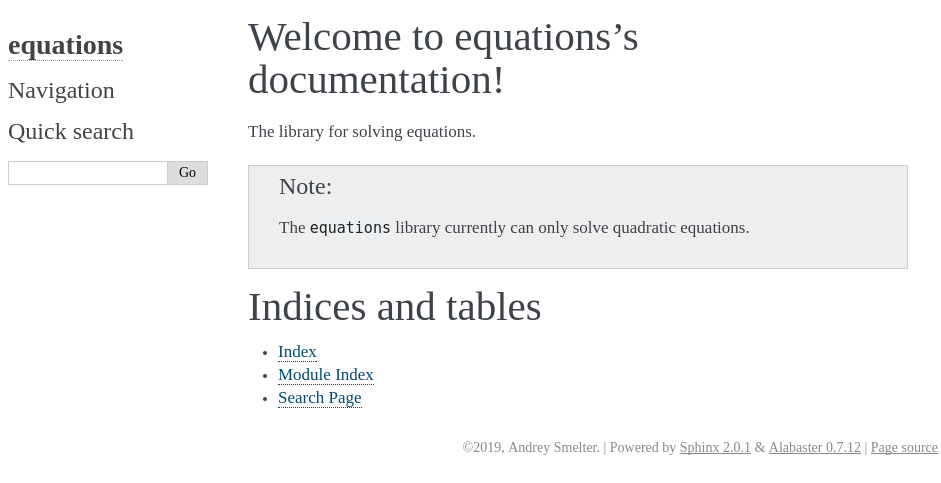 equations
Navigation
Quick search
Go
Welcome to equations’s
documentation!
The library for solving equations.
Note:
The equations library currently can only solve quadratic equations.
Indices and tables
Index
Module Index
Search Page
©2019, Andrey Smelter. | Powered by Sphinx 2.0.1 & Alabaster 0.7.12 | Page source